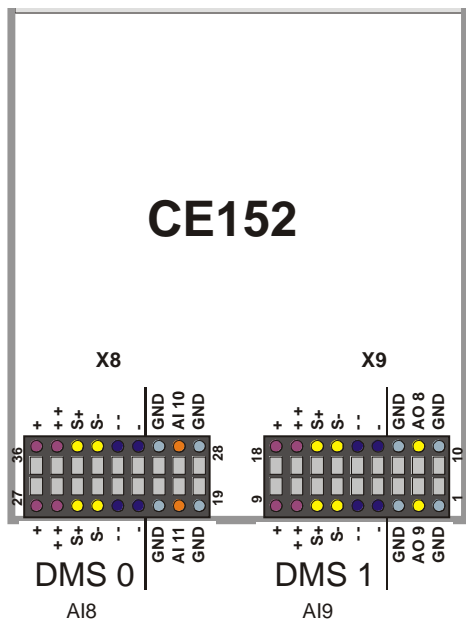 CE152
X8 X9
+ ++ S+ S- -- - GND AI 10 GND + ++ S+ S- -- - GND AO 8 GND
36 28 18 10
27 19 9 1
+ ++ S+ S- -- - GND AI 11 GND + ++ S+ S- -- - GND AO 9 GND
DMS 0 DMS 1
AI8 AI9